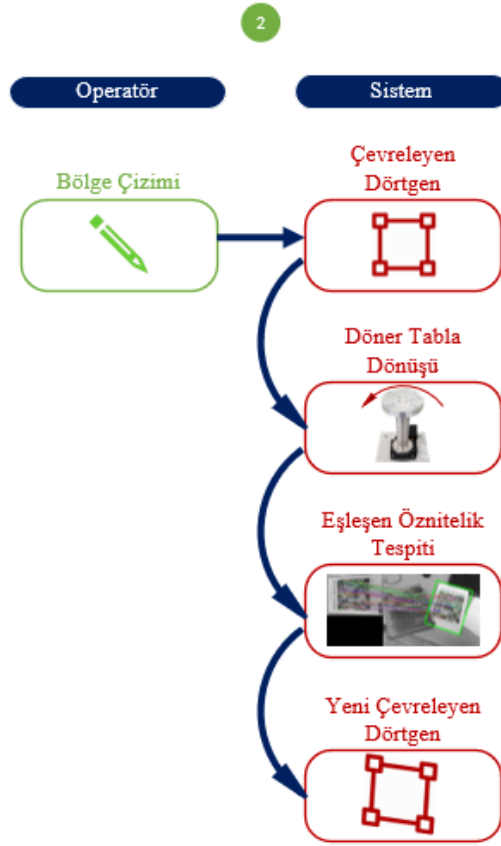 2
Operatör
Sistem
Bölge Çizimi
Çevreleyen
Dörtgen
Döner Tabla
Dönüşü
Eşleşen Öznitelik
Tespiti
Yeni Çevreleyen
Dörtgen